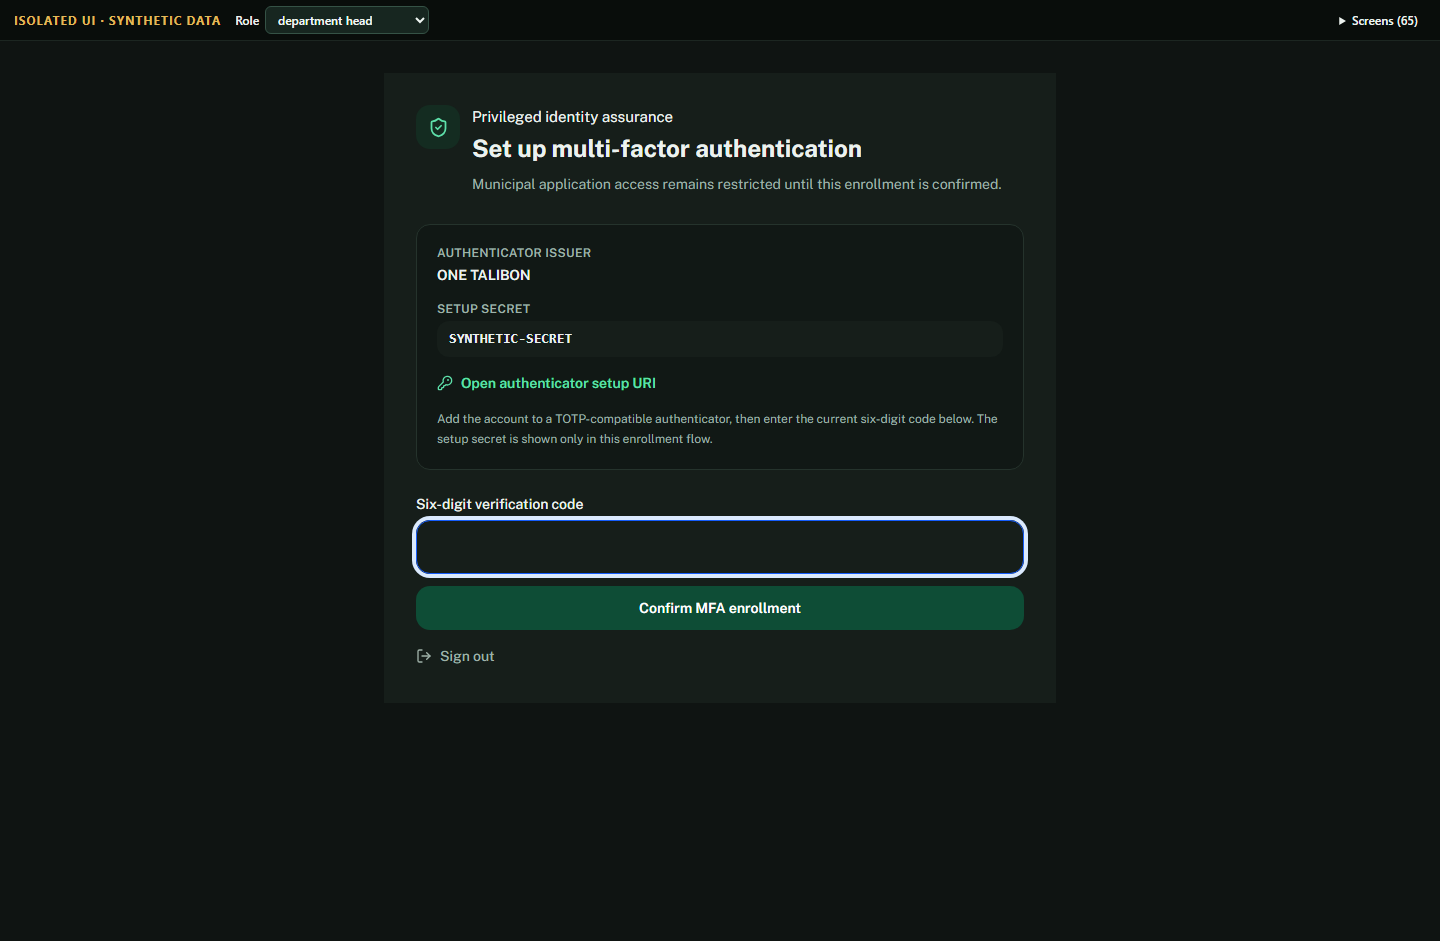 ISOLATED UI · SYNTHETIC DATA Role department head Screens (65)
Privileged identity assurance
Set up multi-factor authentication
Municipal application access remains restricted until this enrollment is confirmed.
AUTHENTICATOR ISSUER
ONE TALIBON
SETUP SECRET
SYNTHETIC-SECRET
Open authenticator setup URI
Add the account to a TOTP-compatible authenticator, then enter the current six-digit code below. The
setup secret is shown only in this enrollment flow.
Six-digit verification code
Confirm MFA enrollment
Sign out